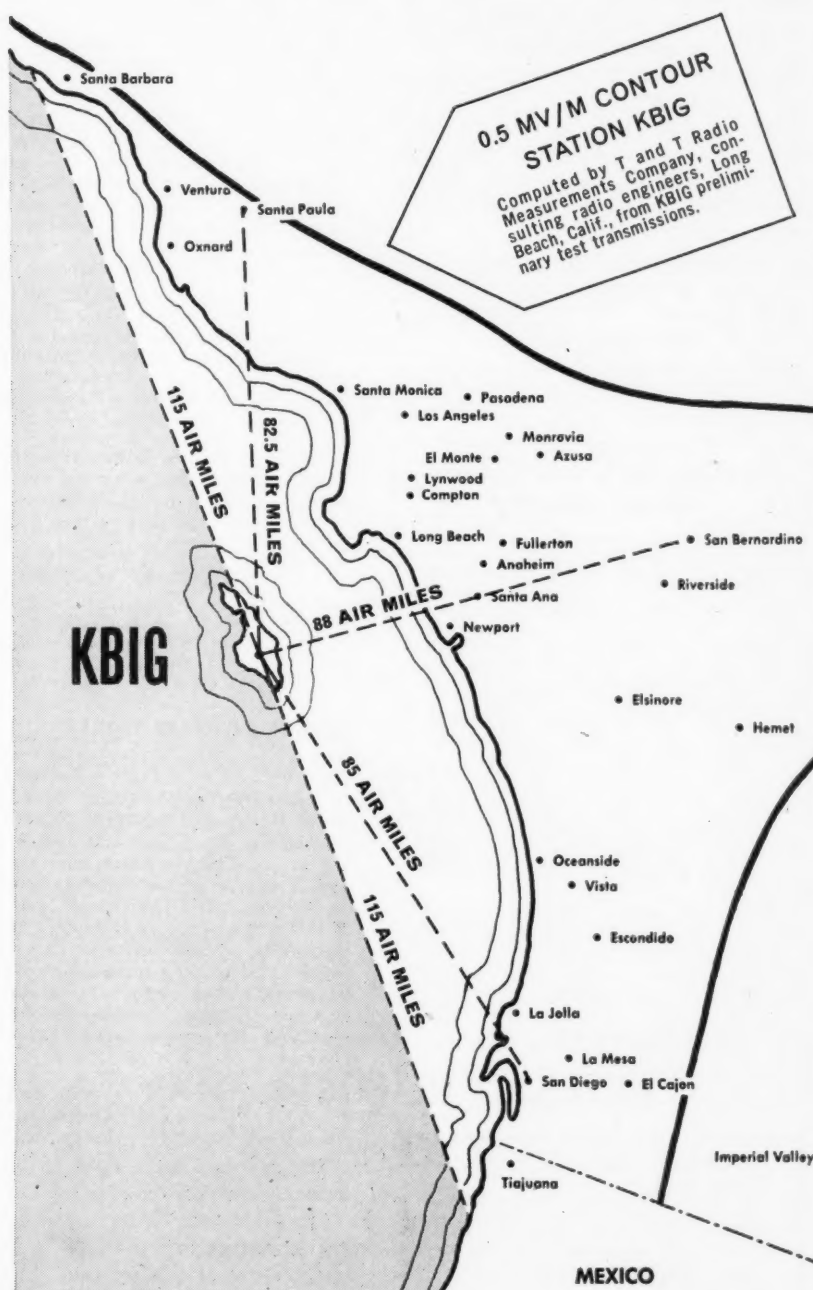 Santa Barbara
0.5 MV/M CONTOUR
STATION KBIG
Computed by T and T Radio
Measurements Company, con-
sulting radio engineers, Long
Beach, Calif., from KBIG prelimi-
nary test transmissions.
Ventura
Santa Paula
Oxnard
115 AIR MILES
82.5 AIR MILES
Santa Monica
Pasadena
Los Angeles
Monrovia
El Monte
Azusa
Lynwood
Compton
Long Beach
Fullerton
San Bernardino
Anaheim
Riverside
88 AIR MILES
Santa Ana
Newport
KBIG
Elsinore
Hemet
85 AIR MILES
115 AIR MILES
Oceanside
Vista
Escondido
La Jolla
La Mesa
San Diego
El Cajon
Imperial Valley
Tiajuana
MEXICO